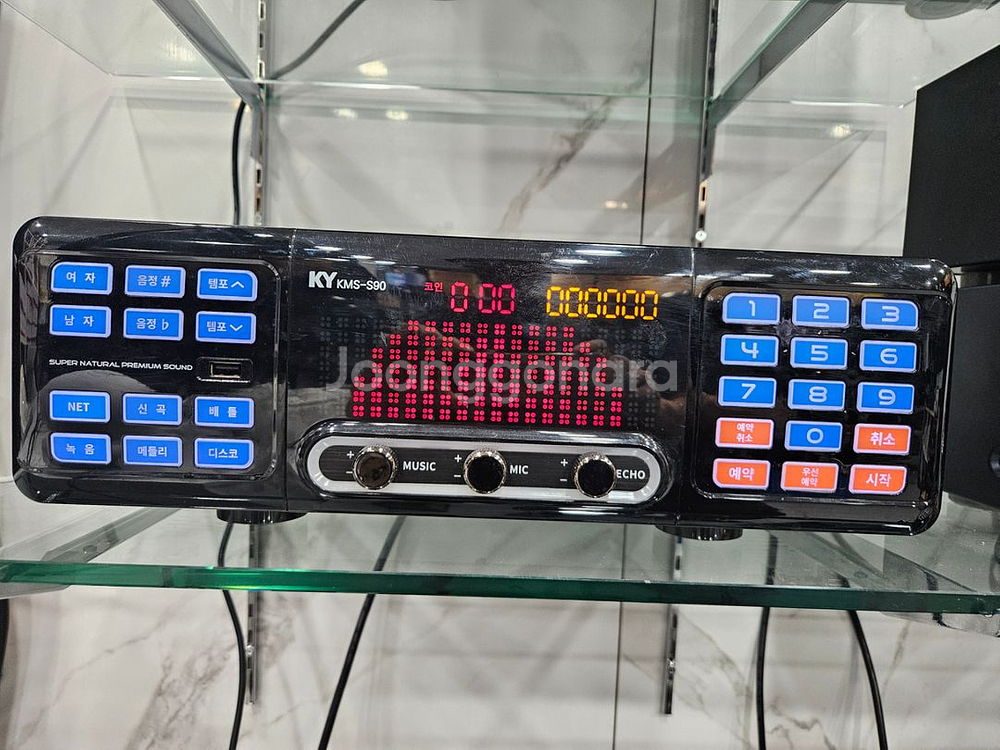 여 자 음정# 템포
남 자 음정♭ 템포
SUPER NATURAL PREMIUM SOUND
NET 신 곡 배 틀
녹 음 메들리 디스코
KY KMS-S90
코인 0 00 000000
Joonggonara
+ - MUSIC + - MIC + - ECHO
1 2 3
4 5 6
7 8 9
예약
취소 0 취소
예약 우선
예약 시작